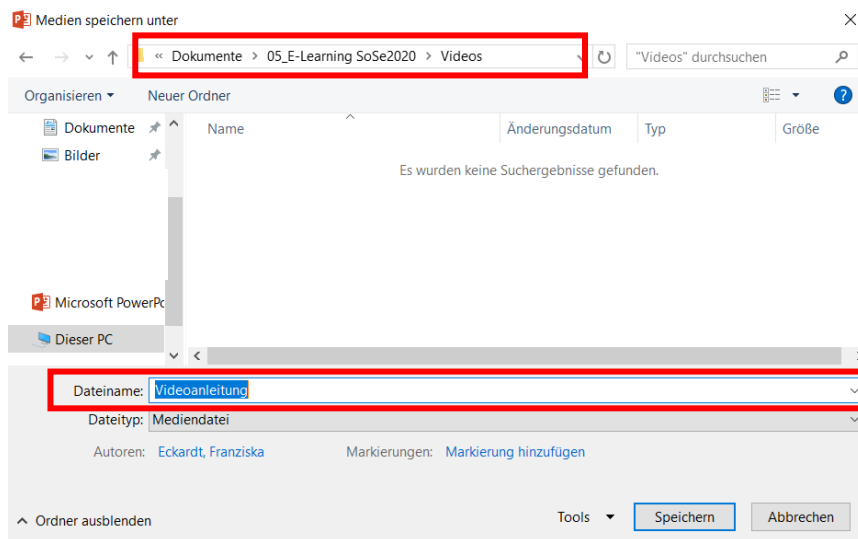 Medien speichern unter
« Dokumente > 05_E-Learning SoSe2020 > Videos
"Videos" durchsuchen
Organisieren
Neuer Ordner
?
Dokumente
Bilder
Microsoft PowerPo
Dieser PC
Name
Änderungsdatum
Typ
Größe
Es wurden keine Suchergebnisse gefunden.
Dateiname: Videoanleitung
Dateityp: Mediendatei
Autoren: Eckardt, Franziska
Markierungen: Markierung hinzufügen
Ordner ausblenden
Tools
Speichern
Abbrechen